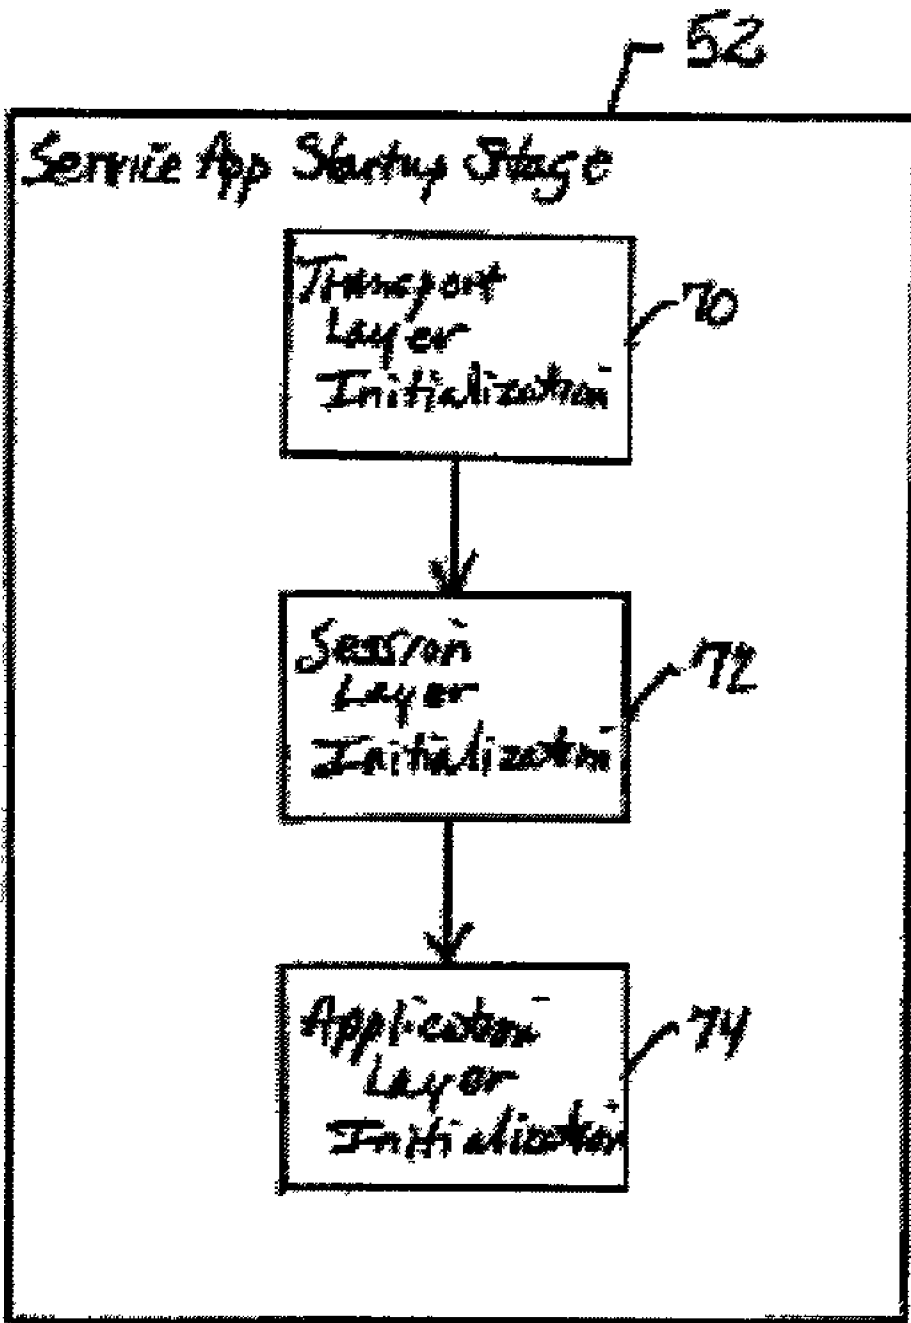 52
Service App Startup Stage
Transport
Layer
Initialization
70
Session
Layer
Initialization
72
Application
Layer
Initialization
74